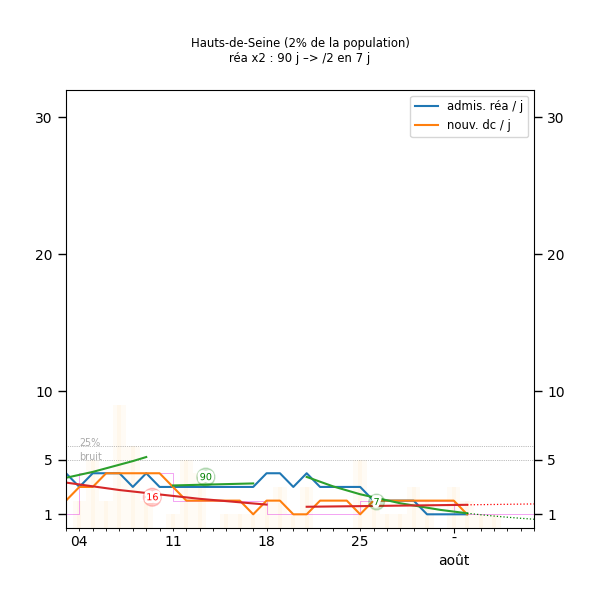 Hauts-de-Seine (2% de la population)
réa x2 : 90 j –> /2 en 7 j
admis. réa / j
nouv. dc / j
30 30
20 20
10 10
25%
bruit
5 5
90
16
7
1 1
04 11 18 25 -
août